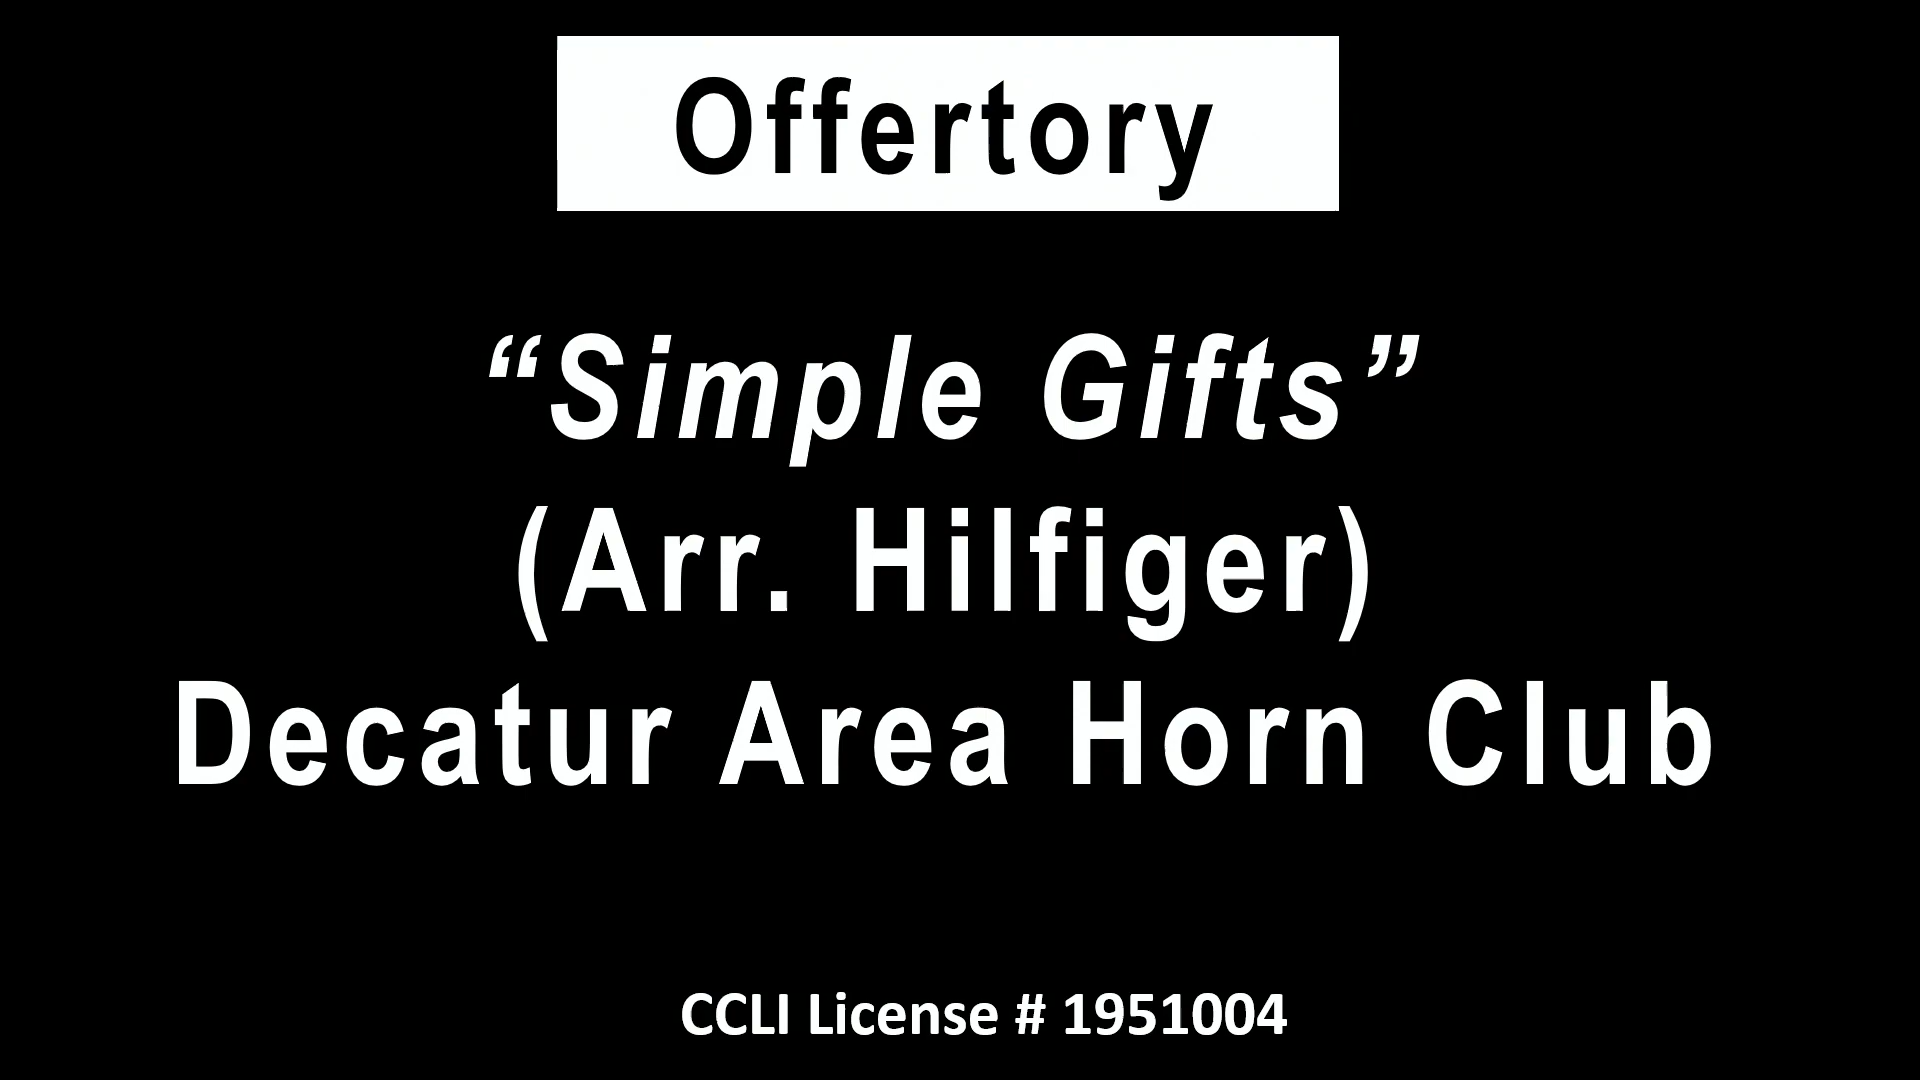 Offertory
“Simple Gifts”
(Arr. Hilfiger)
Decatur Area Horn Club
CCLI License # 1951004